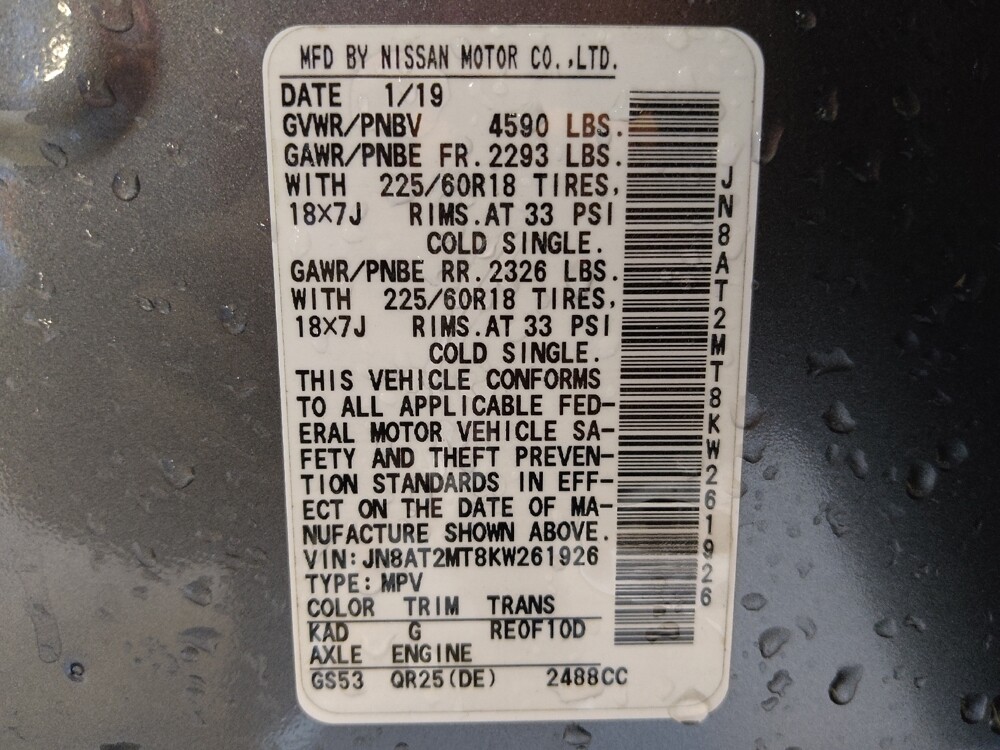 MFD BY NISSAN MOTOR CO.,LTD.
DATE 1/19
GVWR/PNBV 4590 LBS.
GAWR/PNBE FR.2293 LBS.
WITH 225/60R18 TIRES,
18×7J RIMS.AT 33 PSI
COLD SINGLE.
GAWR/PNBE RR.2326 LBS.
WITH 225/60R18 TIRES,
18×7J RIMS.AT 33 PSI
COLD SINGLE.
THIS VEHICLE CONFORMS
TO ALL APPLICABLE FED-
ERAL MOTOR VEHICLE SA-
FETY AND THEFT PREVEN-
TION STANDARDS IN EFF-
ECT ON THE DATE OF MA-
NUFACTURE SHOWN ABOVE.
VIN:JN8AT2MT8KW261926
TYPE:MPV
COLOR TRIM TRANS
KAD G RE0F10D
AXLE ENGINE
GS53 QR25(DE) 2488CC
JN8AT2MT8KW261926